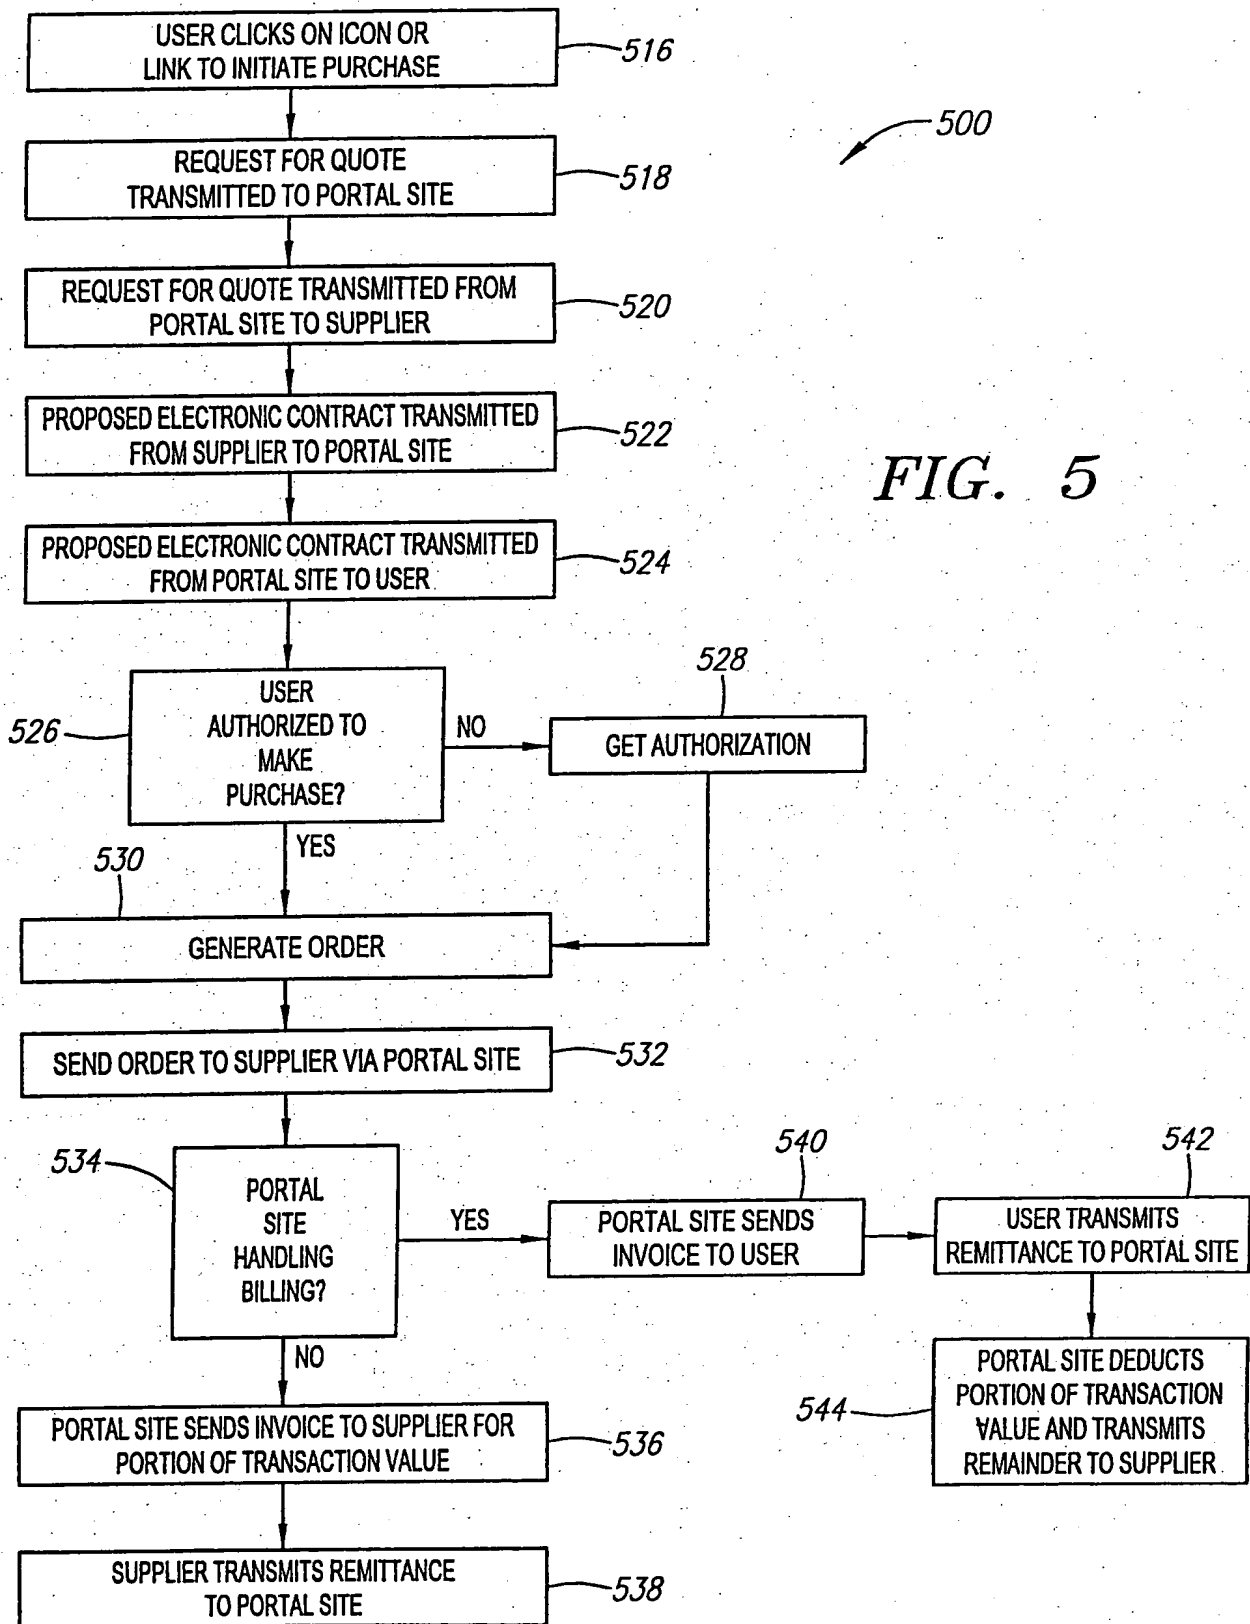 USER CLICKS ON ICON OR
LINK TO INITIATE PURCHASE
516
500
REQUEST FOR QUOTE
TRANSMITTED TO PORTAL SITE
518
REQUEST FOR QUOTE TRANSMITTED FROM
PORTAL SITE TO SUPPLIER
520
PROPOSED ELECTRONIC CONTRACT TRANSMITTED
FROM SUPPLIER TO PORTAL SITE
522
FIG. 5
PROPOSED ELECTRONIC CONTRACT TRANSMITTED
FROM PORTAL SITE TO USER
524
526
USER
AUTHORIZED TO
MAKE
PURCHASE?
NO
528
GET AUTHORIZATION
YES
530
GENERATE ORDER
SEND ORDER TO SUPPLIER VIA PORTAL SITE
532
534
PORTAL
SITE
HANDLING
BILLING?
YES
540
PORTAL SITE SENDS
INVOICE TO USER
542
USER TRANSMITS
REMITTANCE TO PORTAL SITE
NO
544
PORTAL SITE DEDUCTS
PORTION OF TRANSACTION
VALUE AND TRANSMITS
REMAINDER TO SUPPLIER
PORTAL SITE SENDS INVOICE TO SUPPLIER FOR
PORTION OF TRANSACTION VALUE
536
SUPPLIER TRANSMITS REMITTANCE
TO PORTAL SITE
538